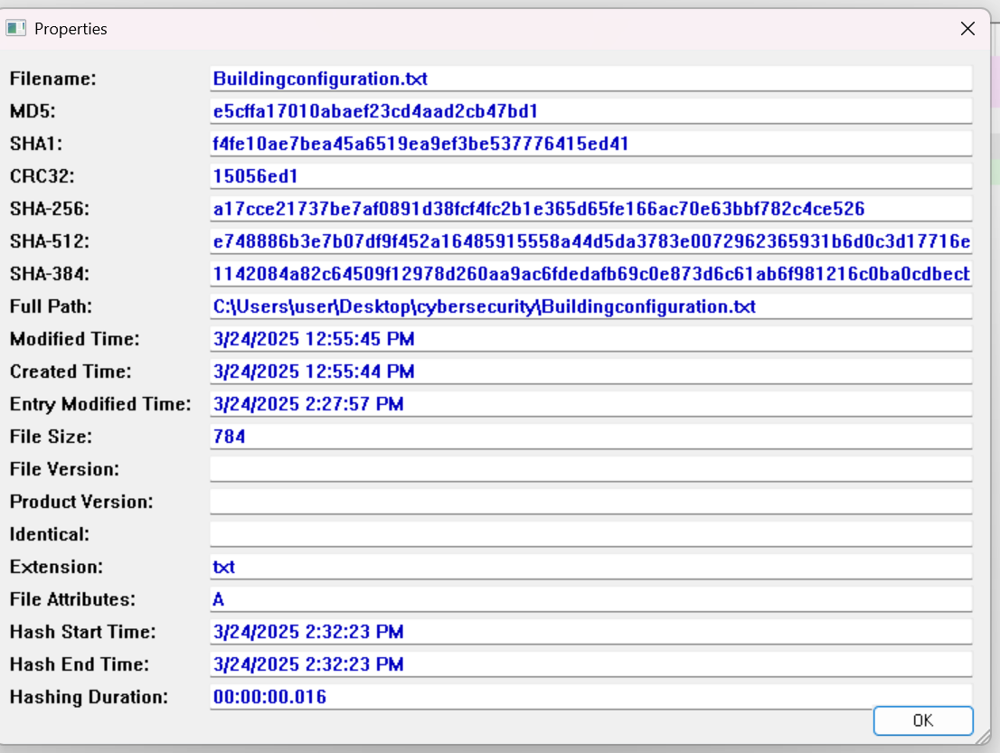 Properties
Filename: Buildingconfiguration.txt
MD5: e5cffa17010abaef23cd4aad2cb47bd1
SHA1: f4fe10ae7bea45a6519ea9ef3be537776415ed41
CRC32: 15056ed1
SHA-256: a17cce21737be7af0891d38fcf4fc2b1e365d65fe166ac70e63bbf782c4ce526
SHA-512: e748886b3e7b07df9f452a16485915558a44d5da3783e0072962365931b6d0c3d17716e
SHA-384: 1142084a82c64509f12978d260aa9ac6fdedafb69c0e873d6c61ab6f981216c0ba0cdbect
Full Path: C:\Users\user\Desktop\cybersecurity\Buildingconfiguration.txt
Modified Time: 3/24/2025 12:55:45 PM
Created Time: 3/24/2025 12:55:44 PM
Entry Modified Time: 3/24/2025 2:27:57 PM
File Size: 784
File Version:
Product Version:
Identical:
Extension: txt
File Attributes: A
Hash Start Time: 3/24/2025 2:32:23 PM
Hash End Time: 3/24/2025 2:32:23 PM
Hashing Duration: 00:00:00.016
OK